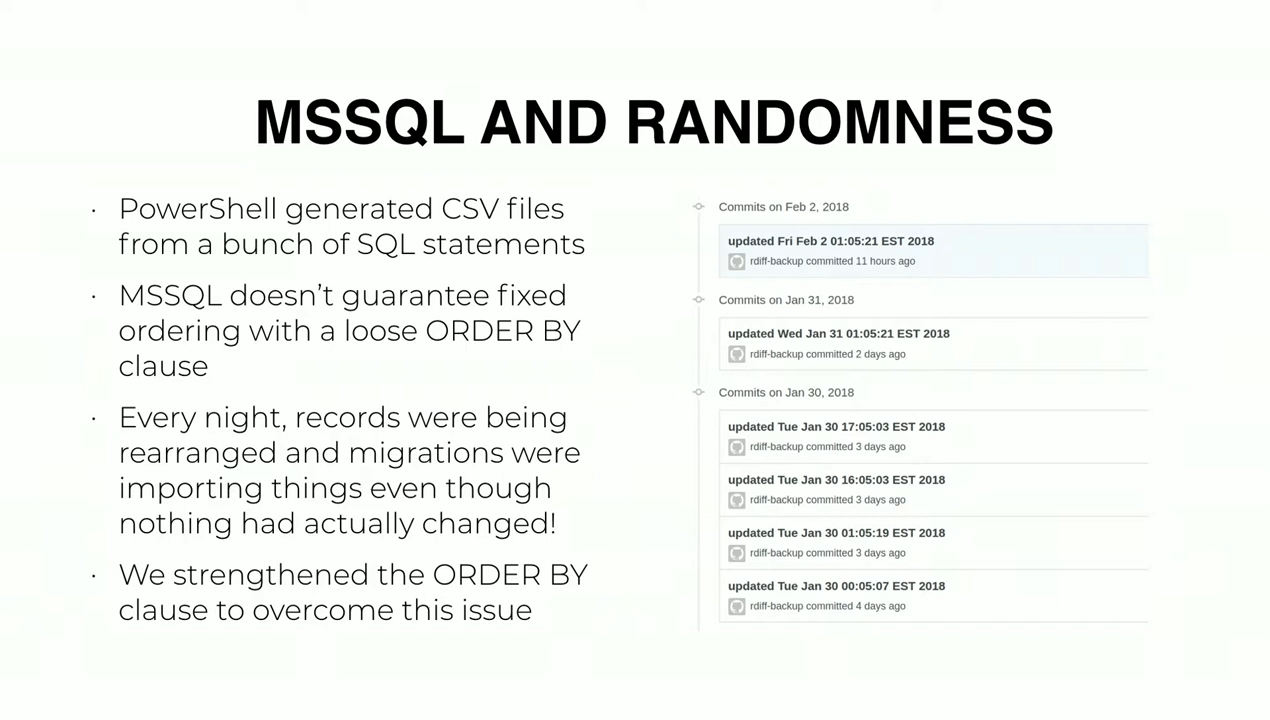 MSSQL AND RANDOMNESS
· PowerShell generated CSV files
from a bunch of SQL statements
· MSSQL doesn't guarantee fixed
ordering with a loose ORDER BY
clause
· Every night, records were being
rearranged and migrations were
importing things even though
nothing had actually changed!
· We strengthened the ORDER BY
clause to overcome this issue
Commits on Feb 2, 2018
updated Fri Feb 2 01:05:21 EST 2018
rdiff-backup committed 11 hours ago
Commits on Jan 31, 2018
updated Wed Jan 31 01:05:21 EST 2018
rdiff-backup committed 2 days ago
Commits on Jan 30, 2018
updated Tue Jan 30 17:05:03 EST 2018
rdiff-backup committed 3 days ago
updated Tue Jan 30 16:05:03 EST 2018
rdiff-backup committed 3 days ago
updated Tue Jan 30 01:05:19 EST 2018
rdiff-backup committed 3 days ago
updated Tue Jan 30 00:05:07 EST 2018
rdiff-backup committed 4 days ago